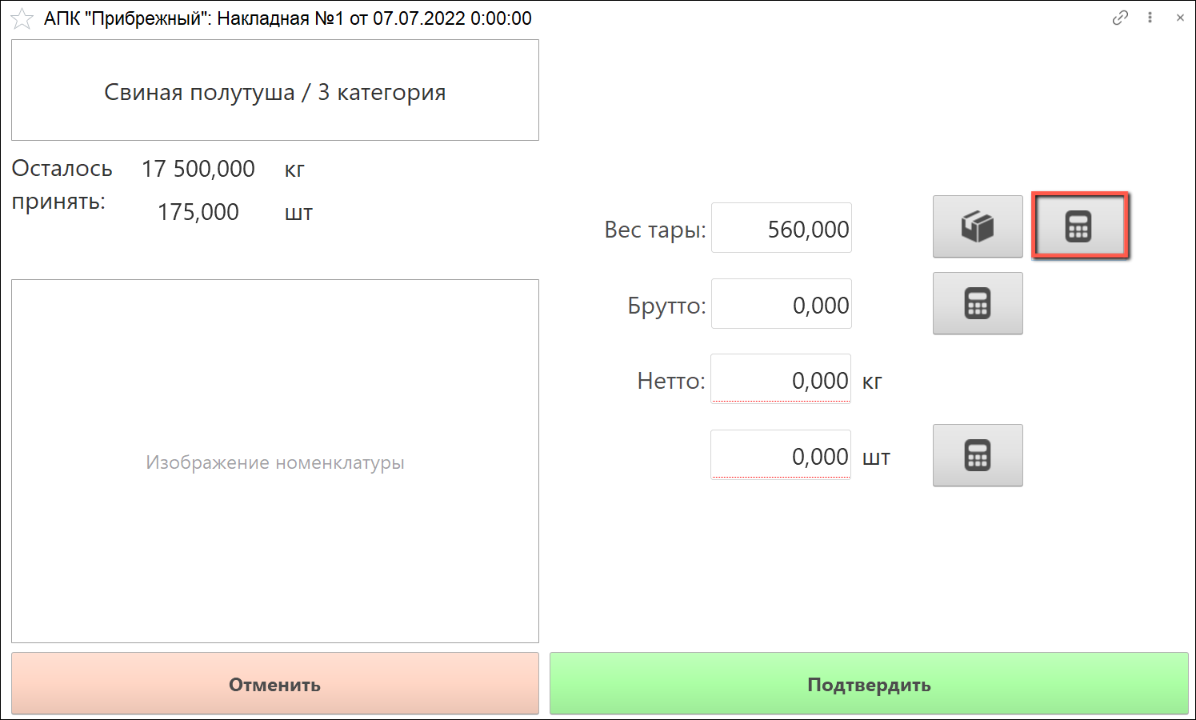 АПК "Прибрежный": Накладная №1 от 07.07.2022 0:00:00
Свиная полутуша / 3 категория
Осталось
принять:
17 500,000 кг
175,000 шт
Изображение номенклатуры
Вес тары: 560,000
Брутто: 0,000
Нетто: 0,000 кг
0,000 шт
Отменить
Подтвердить